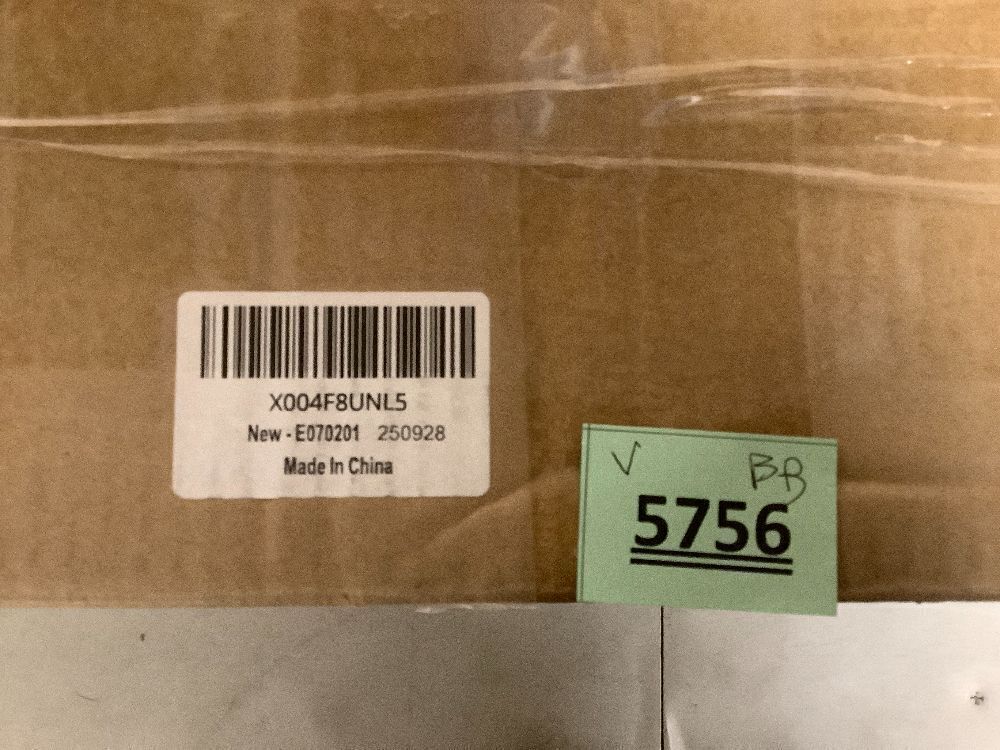 X004F8UNL5
New - E070201 250928
Made In China
√ BB
5756